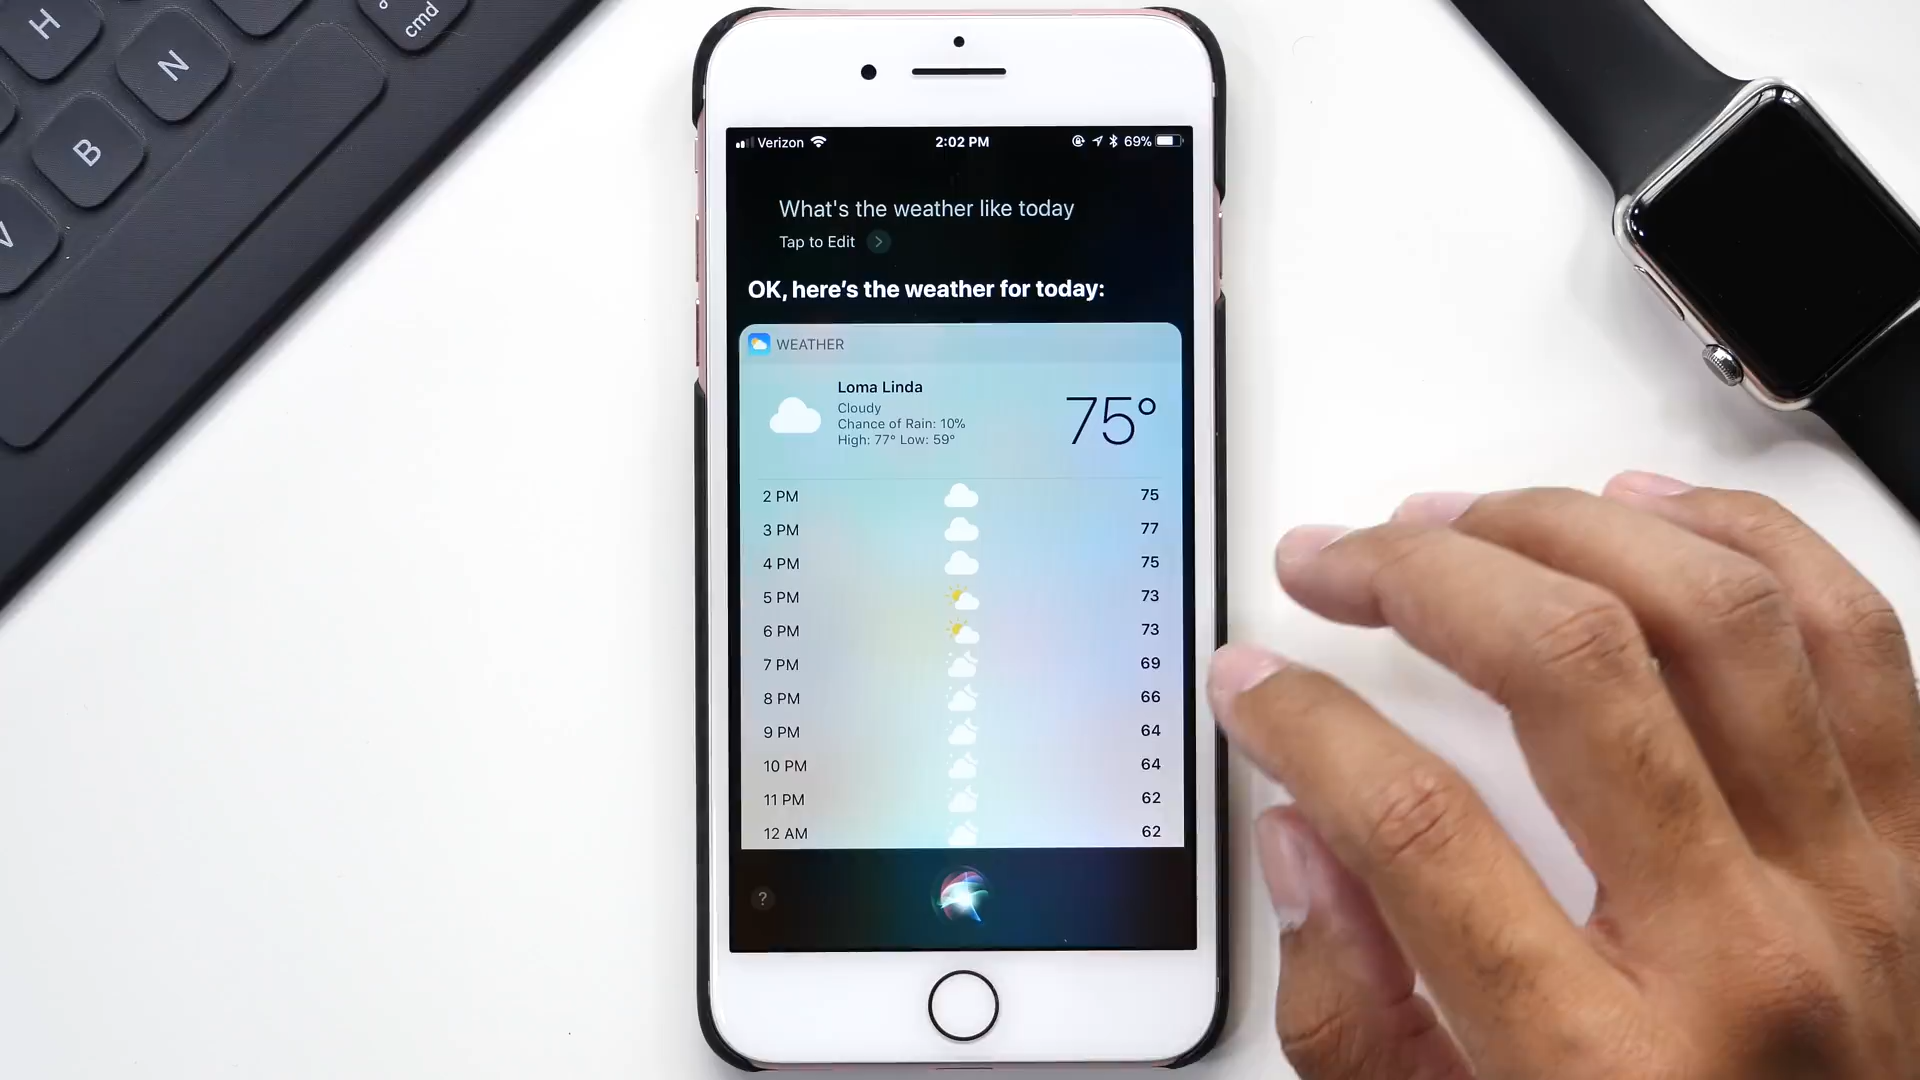 H
N
B
V
cmd
Verizon 2:02 PM 69%
What's the weather like today
Tap to Edit
OK, here's the weather for today:
WEATHER
Loma Linda
Cloudy
Chance of Rain: 10%
High: 77° Low: 59°
75°
2 PM 75
3 PM 77
4 PM 75
5 PM 73
6 PM 73
7 PM 69
8 PM 66
9 PM 64
10 PM 64
11 PM 62
12 AM 62
?